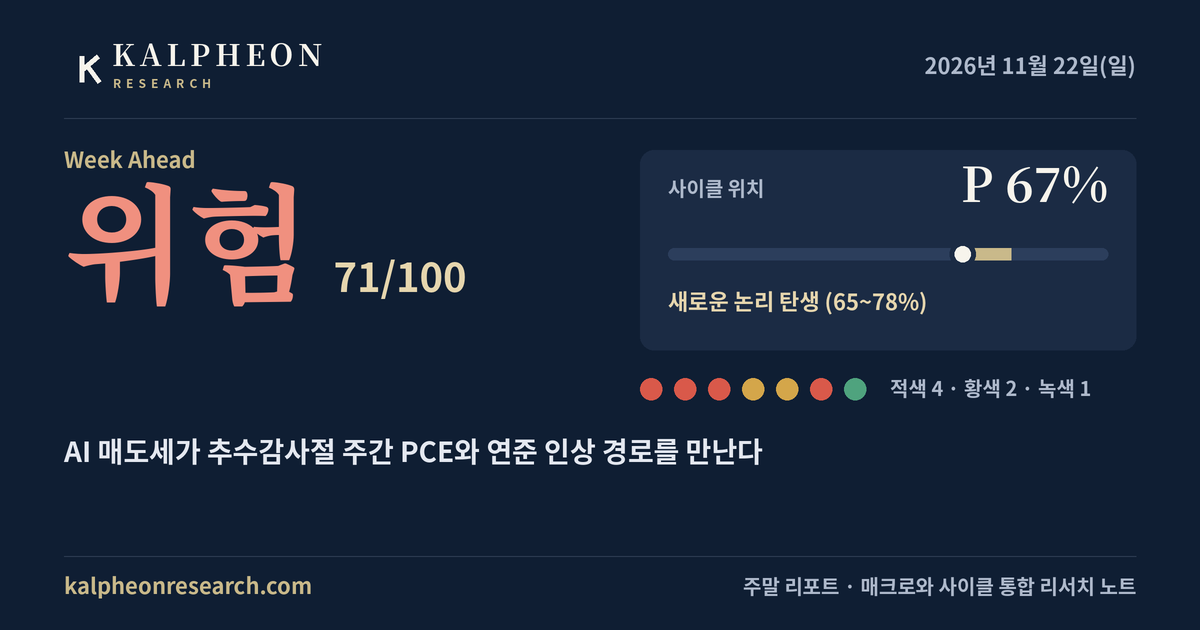 K KALPHEON
RESEARCH
2026년 11월 22일(일)
Week Ahead
위험 71/100
사이클 위치 P 67%
새로운 논리 탄생 (65~78%)
적색 4 · 황색 2 · 녹색 1
AI 매도세가 추수감사절 주간 PCE와 연준 인상 경로를 만난다
kalpheonresearch.com
주말 리포트 · 매크로와 사이클 통합 리서치 노트